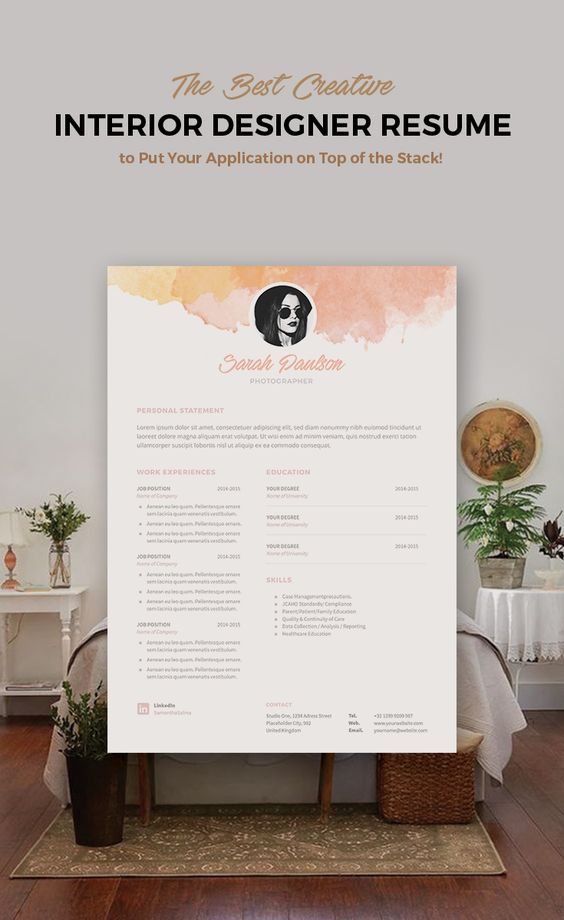 The Best Creative
INTERIOR DESIGNER RESUME
to Put Your Application on Top of the Stack!
Sarah Paulson
PHOTOGRAPHER
PERSONAL STATEMENT
Lorem ipsum dolor sit amet, consectetuer adipiscing elit, sed diam nonummy nibh euismod tincidunt ut
laoreet dolore magna aliquam erat volutpat. Ut wisi enim ad minim veniam, quis nostrud exerci tation
ullamcorper suscipit lobortis nisl ut aliquip ex ea commodo consequat.
WORK EXPERIENCES
JOB POSITION 2014-2015
Name of Company
Aenean eu leo quam. Pellentesque ornare
sem lacinia quam venenatis vestibulum.
Aenean eu leo quam. Pellentesque ornare.
Aenean eu leo quam. Pellentesque ornare
sem lacinia quam venenatis vestibulum.
JOB POSITION 2014-2015
Name of Company
Aenean eu leo quam. Pellentesque ornare
sem lacinia quam venenatis vestibulum.
Aenean eu leo quam. Pellentesque ornare.
Aenean eu leo quam. Pellentesque ornare
sem lacinia quam venenatis vestibulum.
JOB POSITION 2014-2015
Name of Company
Aenean eu leo quam. Pellentesque ornare.
Aenean eu leo quam. Pellentesque ornare.
Aenean eu leo quam. Pellentesque ornare
sem lacinia quam venenatis vestibulum.
EDUCATION
YOUR DEGREE 2014-2015
Name of University
YOUR DEGREE 2014-2015
Name of University
YOUR DEGREE 2014-2015
Name of University
SKILLS
Case Managementprecautions.
JCAHO Standards/ Compliance
Parent/Patient/Family Education
Quality & Continuity of Care
Data Collection / Analysis / Reporting
Healthcare Education
in
LinkedIn
SamanthaSelma
CONTACT
Studio One, 1234 Adress Street
Placeholder City, 902
United Kingdom
Tel. +32 1299 9209 907
Web. www.yourwebsite.com
Email. yourname@website.com